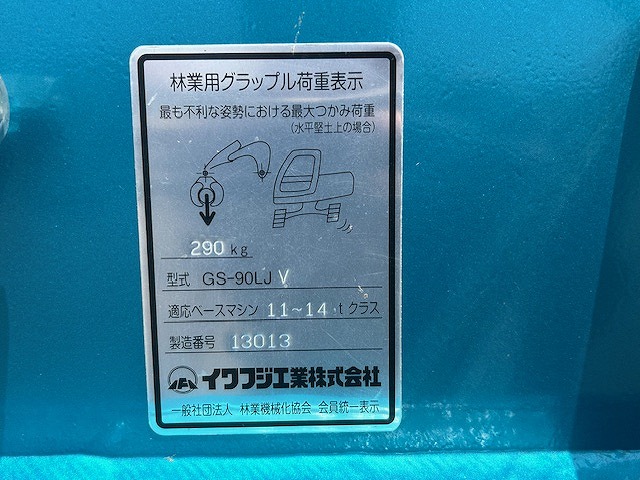 林業用グラップル荷重表示
最も不利な姿勢における最大つかみ荷重
(水平堅土上の場合)
290 kg
型式 GS-90LJ V
適応ベースマシン 11~14 tクラス
製造番号 13013
イワフジ工業株式会社
一般社団法人 林業機械化協会 会員統一表示